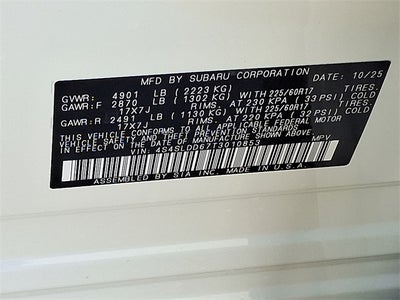 MFD BY SUBARU CORPORATION DATE: 10/25
GVWR: 4901 LB (2223 KG)
GAWR:F 2870 LB (1302 KG) WITH 225/60R17 TIRES.
17X7J RIMS. AT 230 KPA (33 PSI) COLD
GAWR:R 2491 LB (1130 KG) WITH 225/60R17 TIRES.
17X7J RIMS. AT 220 KPA (32 PSI) COLD
THIS VEHICLE CONFORMS TO ALL APPLICABLE FEDERAL MOTOR
VEHICLE SAFETY AND THEFT PREVENTION STANDARDS IN EFFECT
ON THE DATE OF MANUFACTURE SHOWN ABOVE.
VIN: 4S4SLDD67T3010853 MPV
ASSEMBLED BY SIA INC. MADE IN U.S.A.